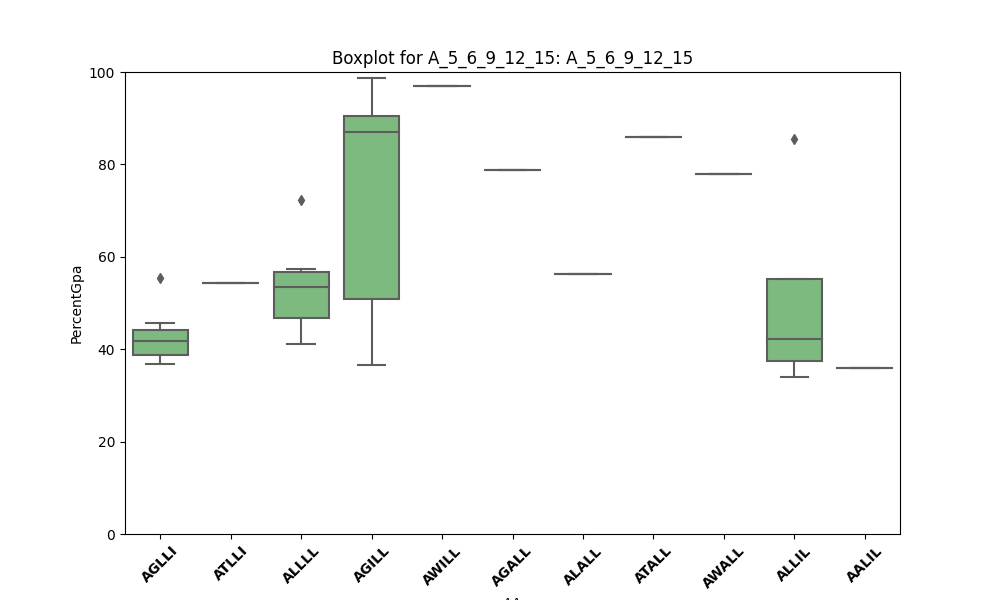 Boxplot for A_5_6_9_12_15: A_5_6_9_12_15
100
80
60
40
20
0
PercentGpa
AGLLI
ATLLI
ALLLL
AGILL
AWILL
AGALL
ALALL
ATALL
AWALL
ALLIL
AALIL